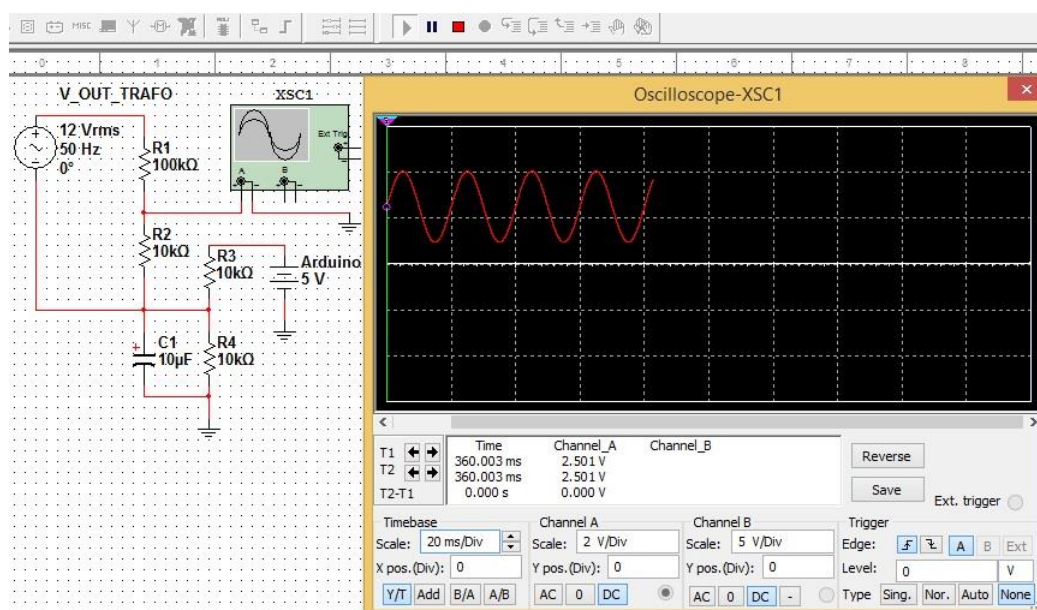 MISC
0 1 2 3 4 5 6 7 8
V_OUT_TRAFO
XSC1
Oscilloscope-XSC1
12 Vrms
50 Hz
0°
Ext Trig
A B
R1
100kΩ
R2
10kΩ
R3
10kΩ
Arduino
5 V
C1
10µF
R4
10kΩ
Time Channel_A Channel_B
T1 360.003 ms 2.501 V
T2 360.003 ms 2.501 V
T2-T1 0.000 s 0.000 V
Reverse
Save
Ext. trigger
Timebase
Scale: 20 ms/Div
X pos.(Div): 0
Y/T Add B/A A/B
Channel A
Scale: 2 V/Div
Y pos.(Div): 0
AC 0 DC
Channel B
Scale: 5 V/Div
Y pos.(Div): 0
AC 0 DC -
Trigger
Edge: A B Ext
Level: 0 V
Type Sing. Nor. Auto None